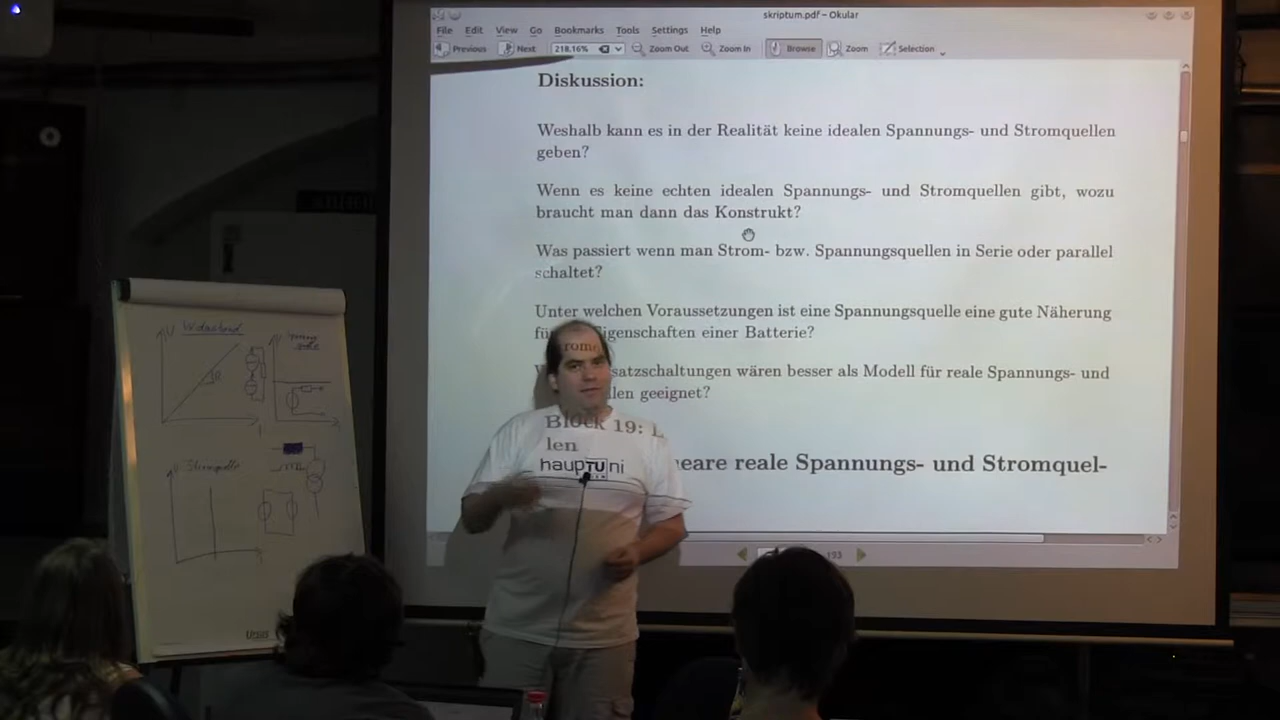 skriptum.pdf – Okular
File Edit View Go Bookmarks Tools Settings Help
Previous Next 218.16% Zoom Out Zoom In Browse Zoom Selection
Diskussion:
Weshalb kann es in der Realität keine idealen Spannungs- und Stromquellen
geben?
Wenn es keine echten idealen Spannungs- und Stromquellen gibt, wozu
braucht man dann das Konstrukt?
Was passiert wenn man Strom- bzw. Spannungsquellen in Serie oder parallel
schaltet?
Unter welchen Voraussetzungen ist eine Spannungsquelle eine gute Näherung
für Eigenschaften einer Batterie?
satzschaltungen wären besser als Modell für reale Spannungs- und
len geeignet?
Block 19: L
eare reale Spannungs- und Stromquel-
len
193
hauptuni
Widerstand
Stromquelle